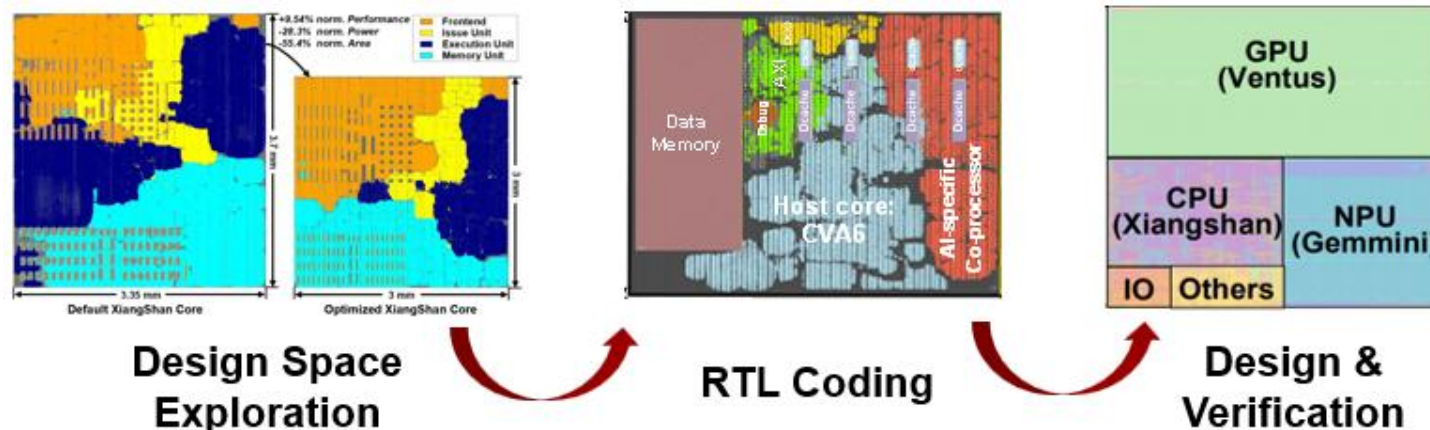 +9.54% norm. Performance
-28.3% norm. Power
-55.4% norm. Area
Frontend
Issue Unit
Execution Unit
Memory Unit
3.7 mm
3 mm
3.35 mm
3 mm
Default XiangShan Core
Optimized XiangShan Core
Data
Memory
Debug
AXI
Dcache
Dcache
Dcache
Dcache
Host core:
CVA6
AI-specific
Co-processor
GPU
(Ventus)
CPU
(Xiangshan)
NPU
(Gemmini)
IO
Others
Design Space
Exploration
RTL Coding
Design &
Verification